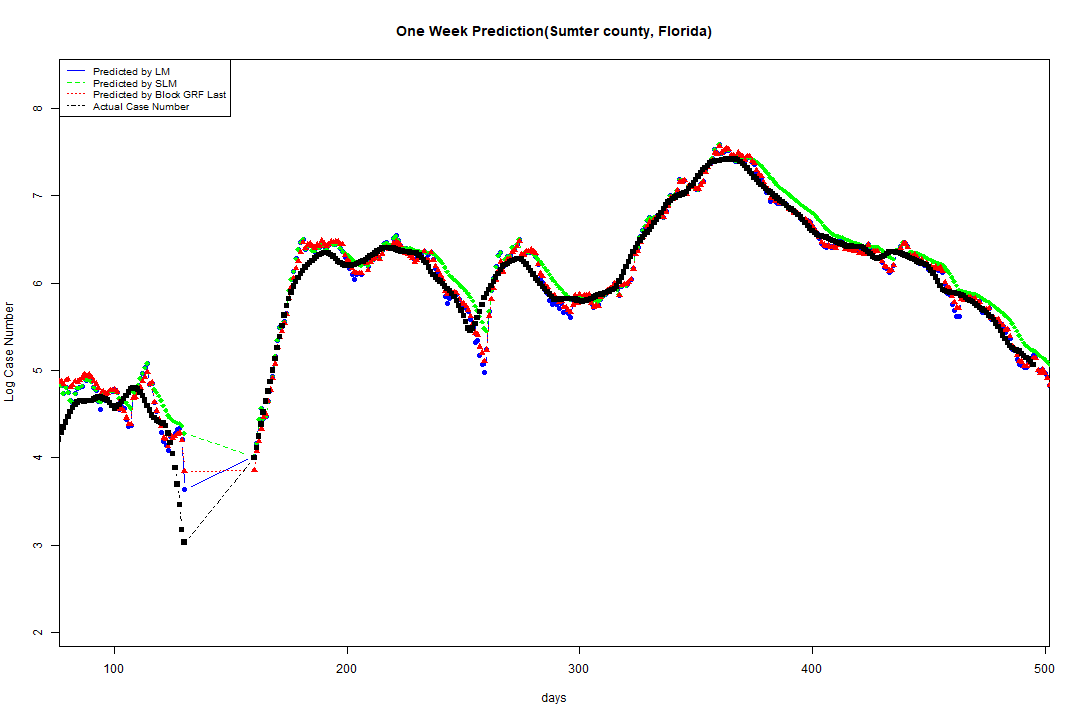 One Week Prediction(Sumter county, Florida)
Predicted by LM
Predicted by SLM
Predicted by Block GRF Last
Actual Case Number
Log Case Number
8
7
6
5
4
3
2
100 200 300 400 500
days